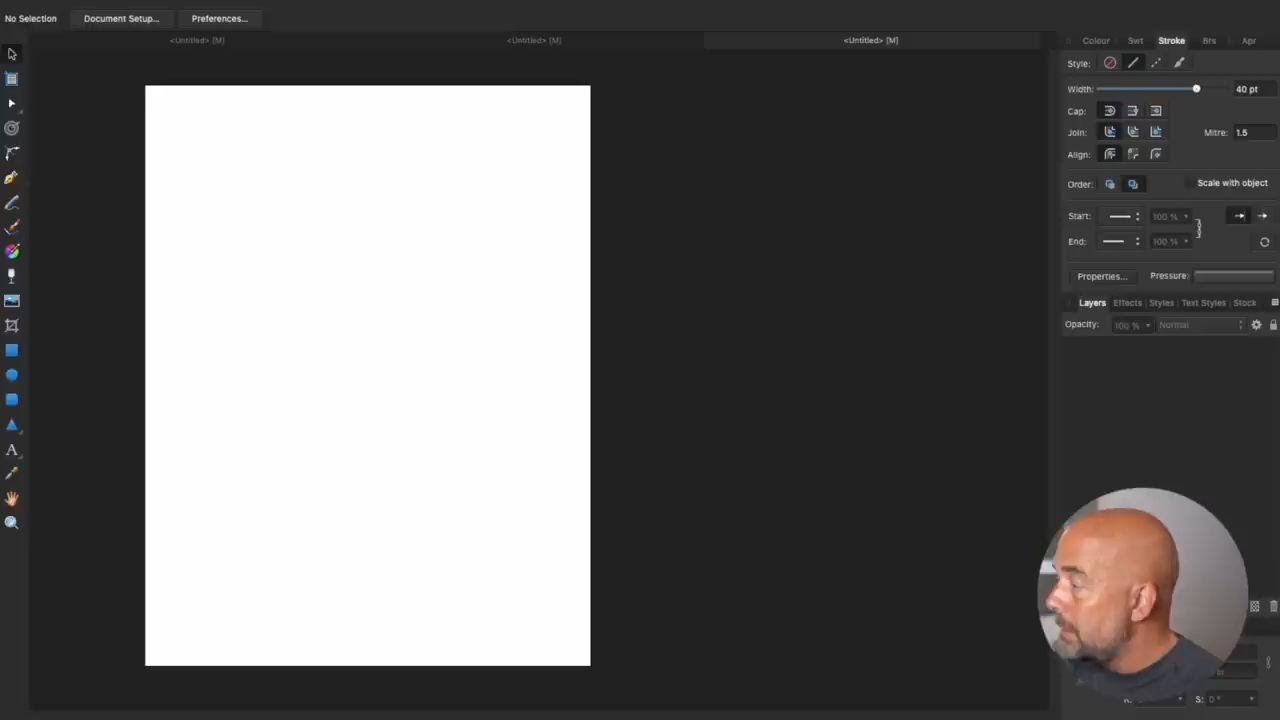 No Selection Document Setup... Preferences...
<Untitled> [M] <Untitled> [M] <Untitled> [M]
Colour Swt Stroke Brs Apr
Style:
Width: 40 pt
Cap:
Join: Mitre: 1.5
Align:
Order: Scale with object
Start: 100 %
End: 100 %
Properties... Pressure:
Layers Effects Styles Text Styles Stock
Opacity: 100 % Normal
A
S: 0 °